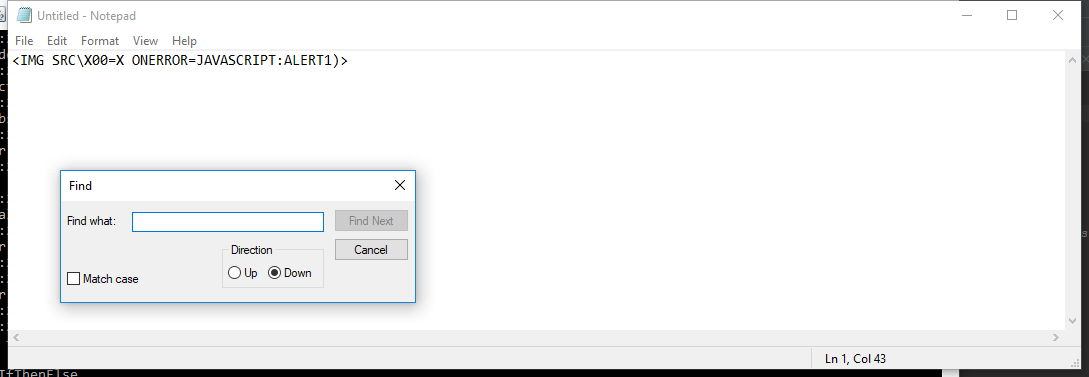 Untitled - Notepad
File Edit Format View Help
<IMG SRC\X00=X ONERROR=JAVASCRIPT:ALERT1)>
Find
Find what:
Find Next
Direction
Cancel
Up Down
Match case
Ln 1, Col 43
IfThenElse